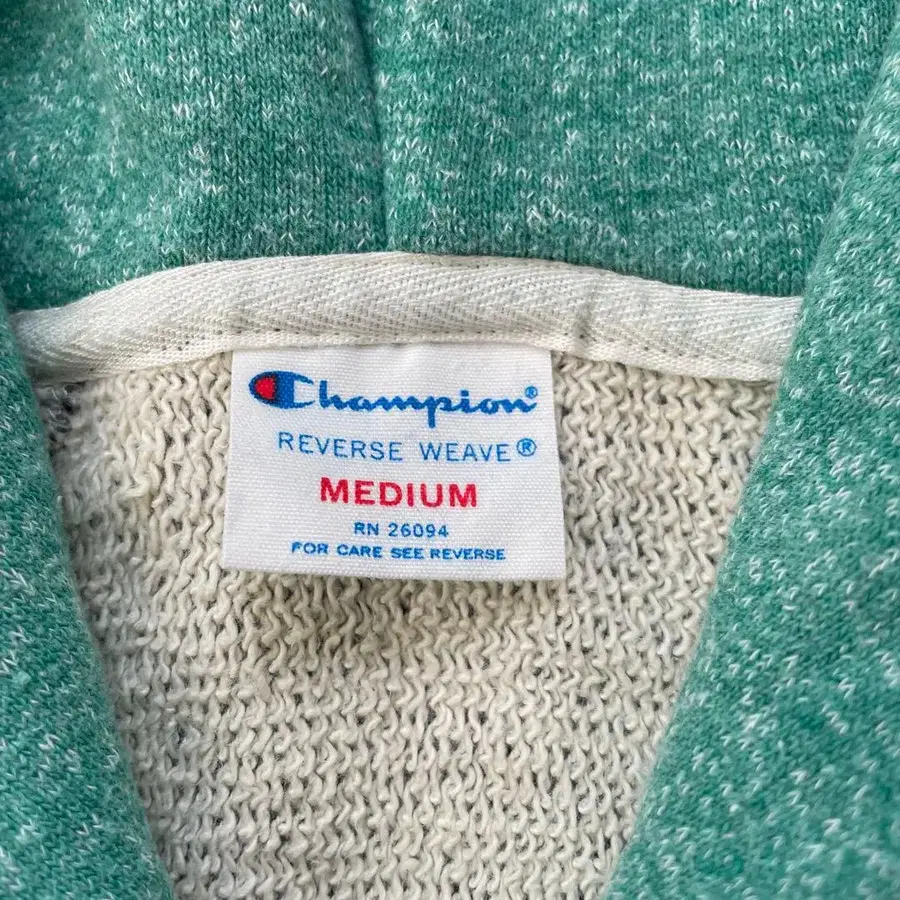 Champion®
REVERSE WEAVE®
MEDIUM
RN 26094
FOR CARE SEE REVERSE